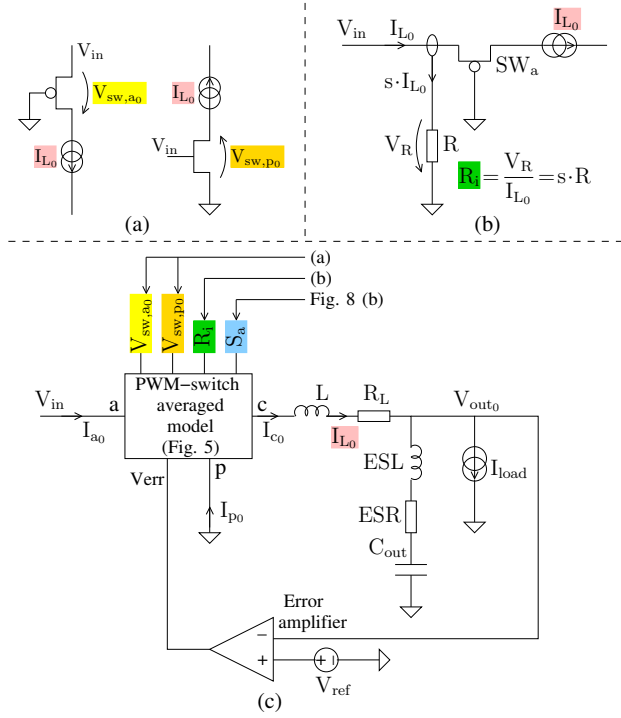 V_in
V_sw,a0
I_L0
I_L0
V_in
V_sw,p0
(a)
V_in
I_L0
I_L0
SW_a
s·I_L0
V_R
R
R_i = V_R / I_L0 = s·R
(b)
(a)
(b)
Fig. 8 (b)
V_sw,a0
V_sw,p0
R_i
S_a
V_in
a
I_a0
PWM−switch
averaged
model
(Fig. 5)
c
I_c0
p
Verr
I_p0
L
I_L0
R_L
V_out0
ESL
ESR
C_out
I_load
Error
amplifier
−
+
+
−
V_ref
(c)